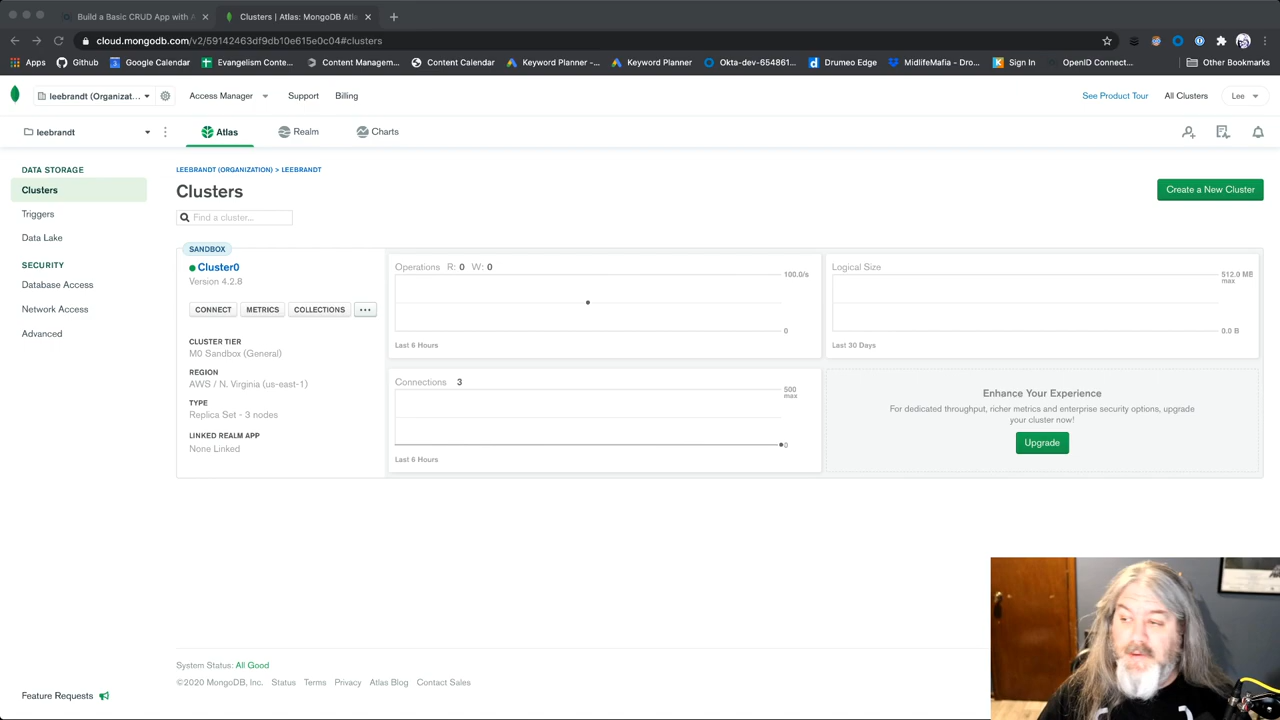 Build a Basic CRUD App with A
Clusters | Atlas: MongoDB Atla
cloud.mongodb.com/v2/59142463df9db10e615e0c04#clusters
Apps
Github
Google Calendar
Evangelism Conte...
Content Managem...
Content Calendar
Keyword Planner -...
Keyword Planner
Okta-dev-654861...
Drumeo Edge
MidlifeMafia - Dro...
Sign In
OpenID Connect...
Other Bookmarks
leebrandt (Organizat...
Access Manager
Support
Billing
See Product Tour
All Clusters
Lee
leebrandt
Atlas
Realm
Charts
DATA STORAGE
Clusters
Triggers
Data Lake
SECURITY
Database Access
Network Access
Advanced
LEEBRANDT (ORGANIZATION) > LEEBRANDT
Clusters
Create a New Cluster
Find a cluster...
SANDBOX
Cluster0
Version 4.2.8
CONNECT
METRICS
COLLECTIONS
...
CLUSTER TIER
M0 Sandbox (General)
REGION
AWS / N. Virginia (us-east-1)
TYPE
Replica Set - 3 nodes
LINKED REALM APP
None Linked
Operations R: 0 W: 0
100.0/s
0
Last 6 Hours
Logical Size
512.0 MB
max
0.0 B
Last 30 Days
Connections 3
500
max
0
Last 6 Hours
Enhance Your Experience
For dedicated throughput, richer metrics and enterprise security options, upgrade
your cluster now!
Upgrade
System Status: All Good
©2020 MongoDB, Inc.
Status
Terms
Privacy
Atlas Blog
Contact Sales
Feature Requests